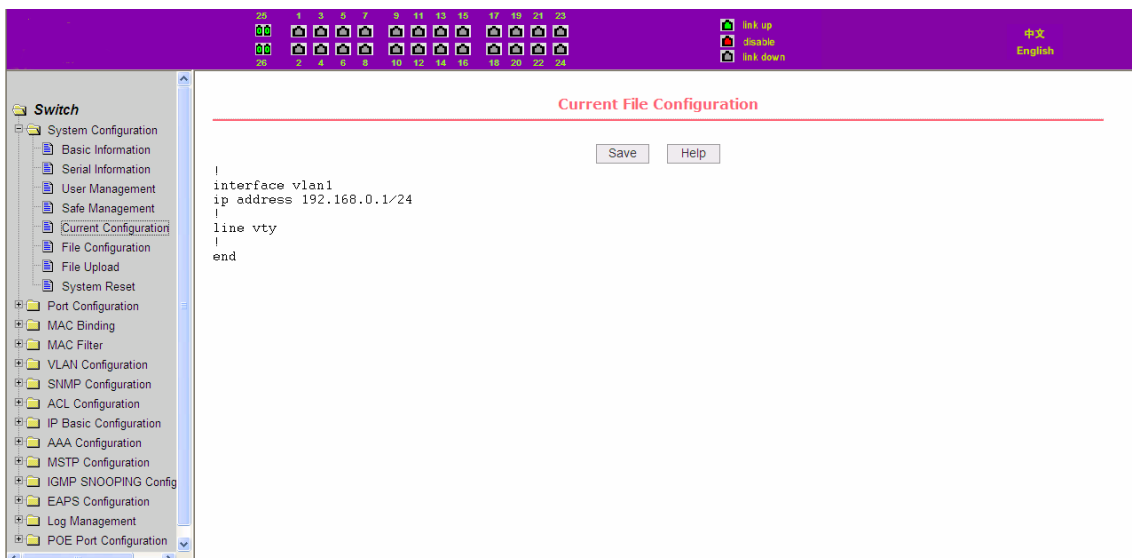 25 1 3 5 7 9 11 13 15 17 19 21 23
26 2 4 6 8 10 12 14 16 18 20 22 24
link up
disable
link down
中文
English
Switch
System Configuration
Basic Information
Serial Information
User Management
Safe Management
Current Configuration
File Configuration
File Upload
System Reset
Port Configuration
MAC Binding
MAC Filter
VLAN Configuration
SNMP Configuration
ACL Configuration
IP Basic Configuration
AAA Configuration
MSTP Configuration
IGMP SNOOPING Config
EAPS Configuration
Log Management
POE Port Configuration
Current File Configuration
Save Help
!
interface vlan1
ip address 192.168.0.1/24
!
line vty
!
end